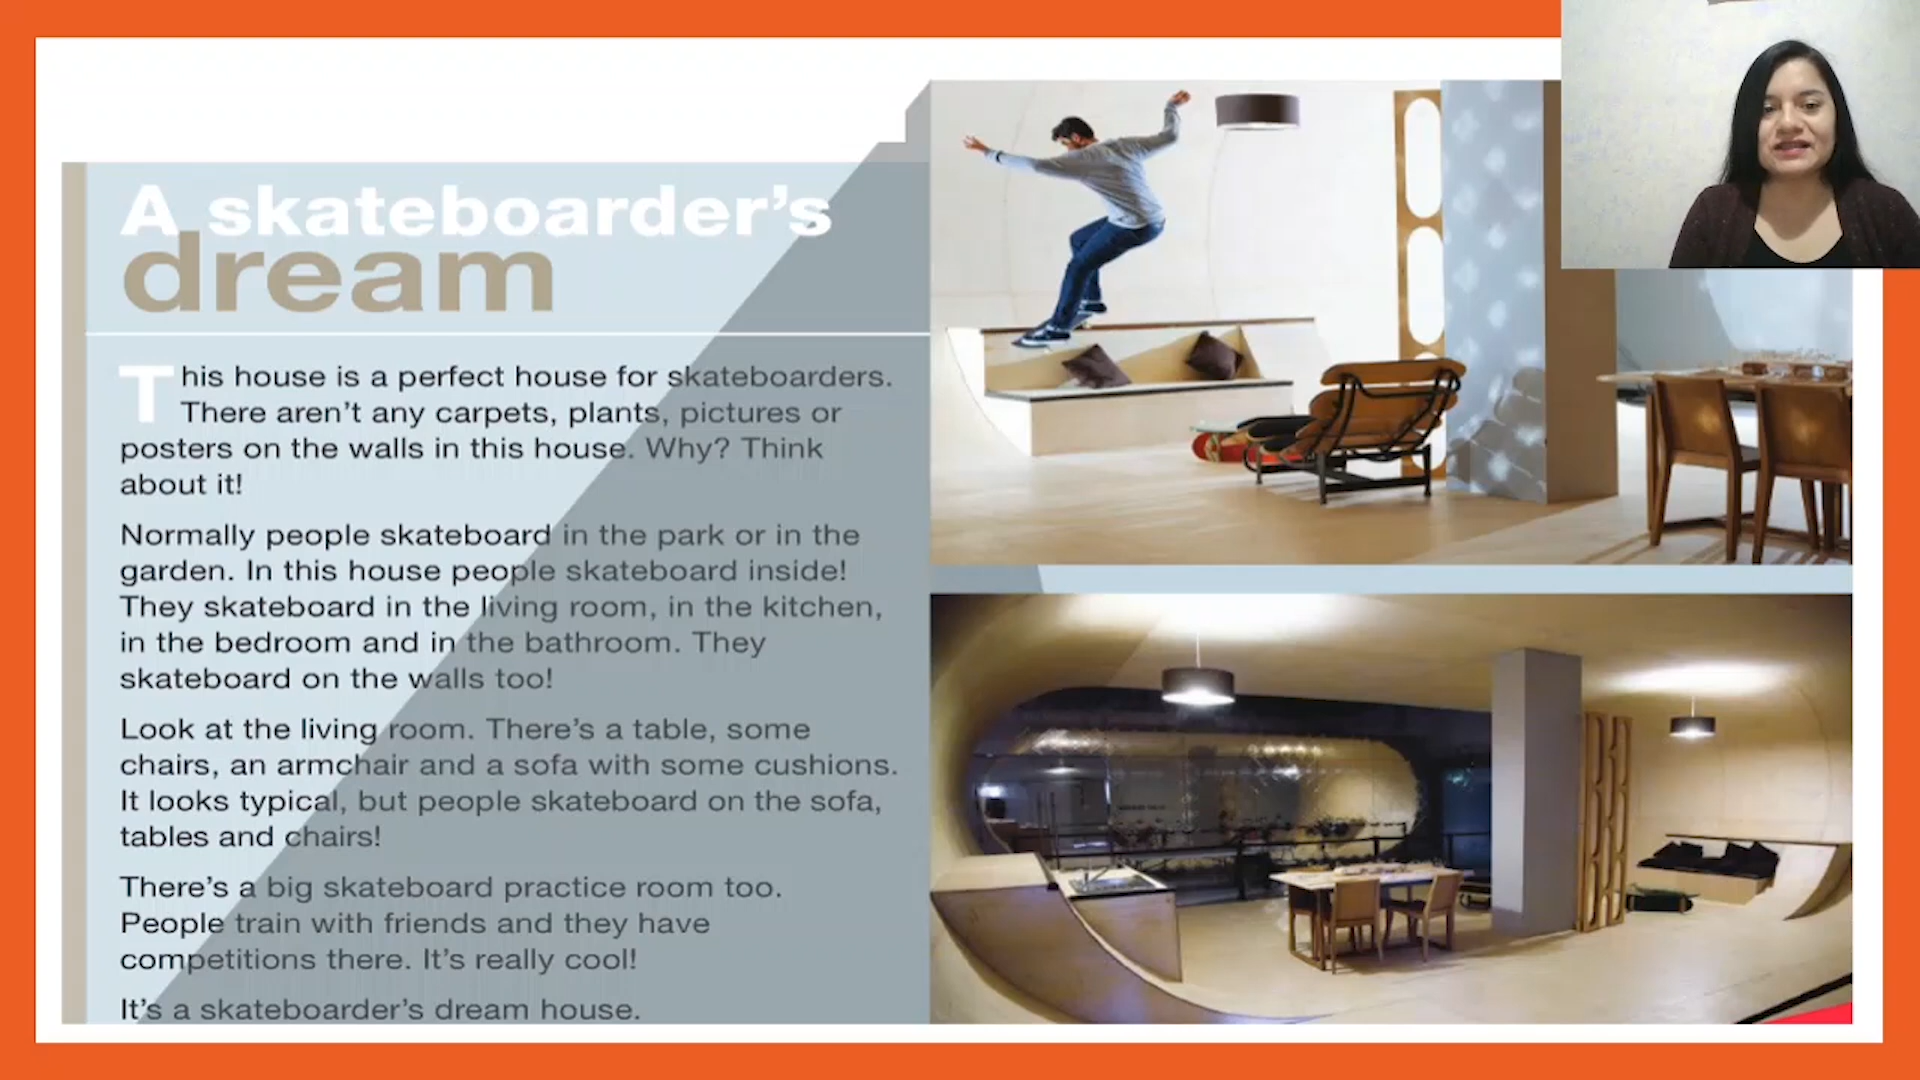 A skateboarder's
dream
This house is a perfect house for skateboarders.
There aren't any carpets, plants, pictures or
posters on the walls in this house. Why? Think
about it!
Normally people skateboard in the park or in the
garden. In this house people skateboard inside!
They skateboard in the living room, in the kitchen,
in the bedroom and in the bathroom. They
skateboard on the walls too!
Look at the living room. There's a table, some
chairs, an armchair and a sofa with some cushions.
It looks typical, but people skateboard on the sofa,
tables and chairs!
There's a big skateboard practice room too.
People train with friends and they have
competitions there. It's really cool!
It's a skateboarder's dream house.